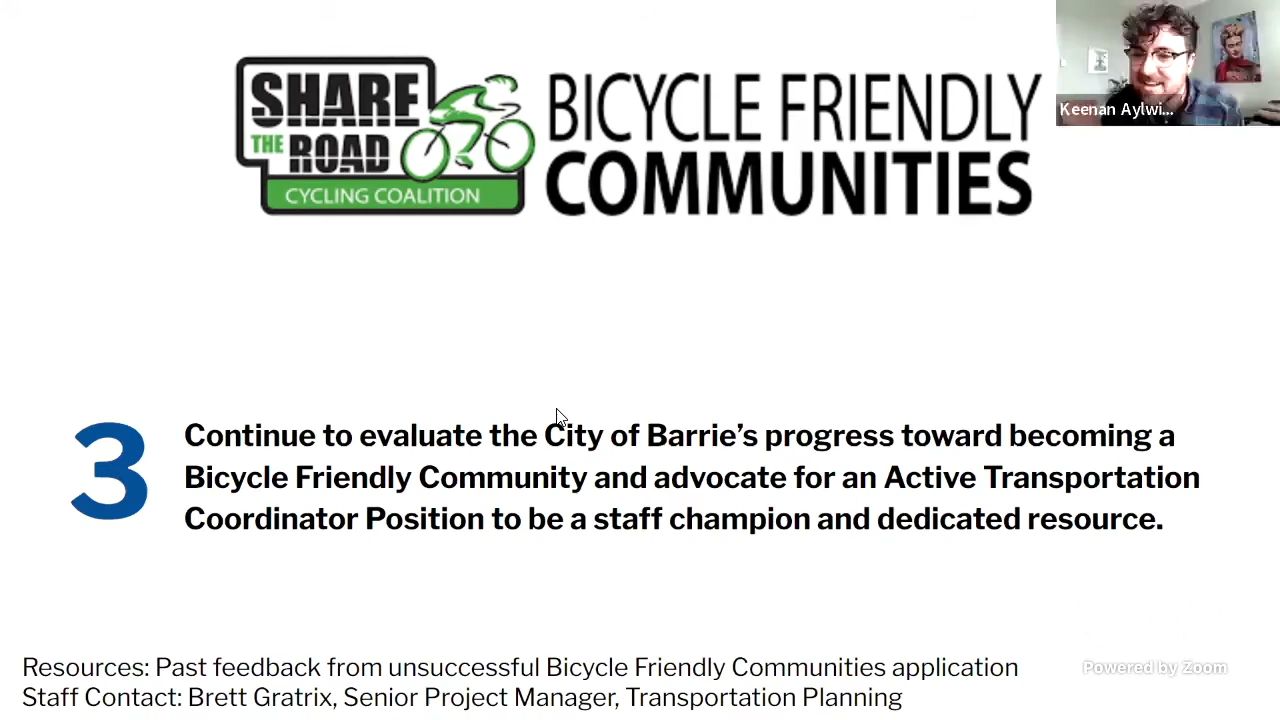 SHARE
THE ROAD
CYCLING COALITION
BICYCLE FRIENDLY
COMMUNITIES
Keenan Aylwi...
3
Continue to evaluate the City of Barrie’s progress toward becoming a
Bicycle Friendly Community and advocate for an Active Transportation
Coordinator Position to be a staff champion and dedicated resource.
Resources: Past feedback from unsuccessful Bicycle Friendly Communities application
Staff Contact: Brett Gratrix, Senior Project Manager, Transportation Planning
Powered by Zoom